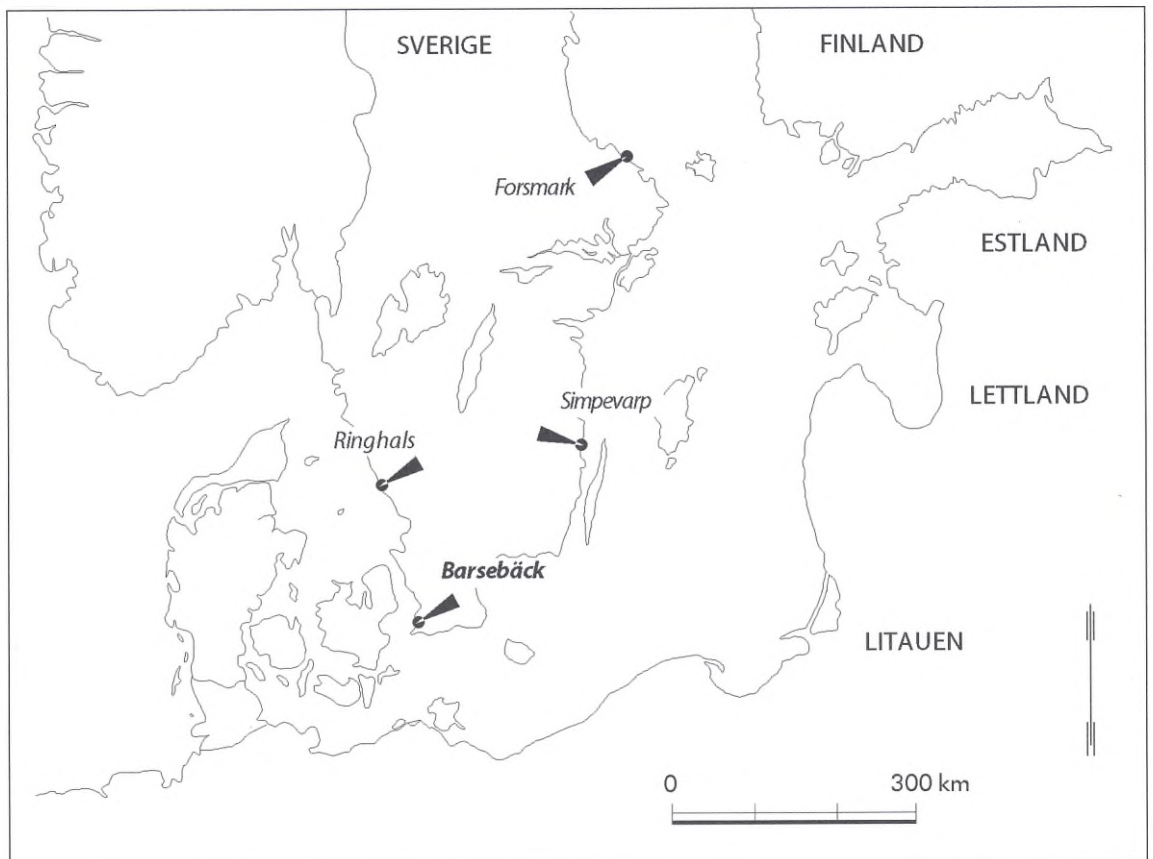 SVERIGE
FINLAND
Forsmark
ESTLAND
LETTLAND
Simpevarp
Ringhals
Barsebäck
LITAUEN
0 300 km